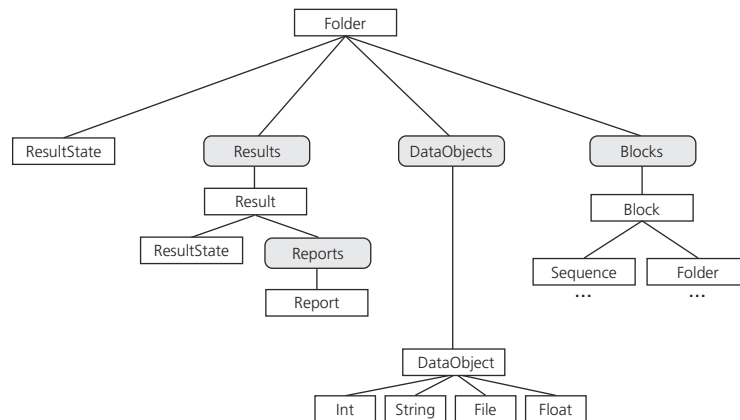 Folder
ResultState
Results
DataObjects
Blocks
Result
Block
ResultState
Reports
Sequence
Folder
...
...
Report
DataObject
Int
String
File
Float